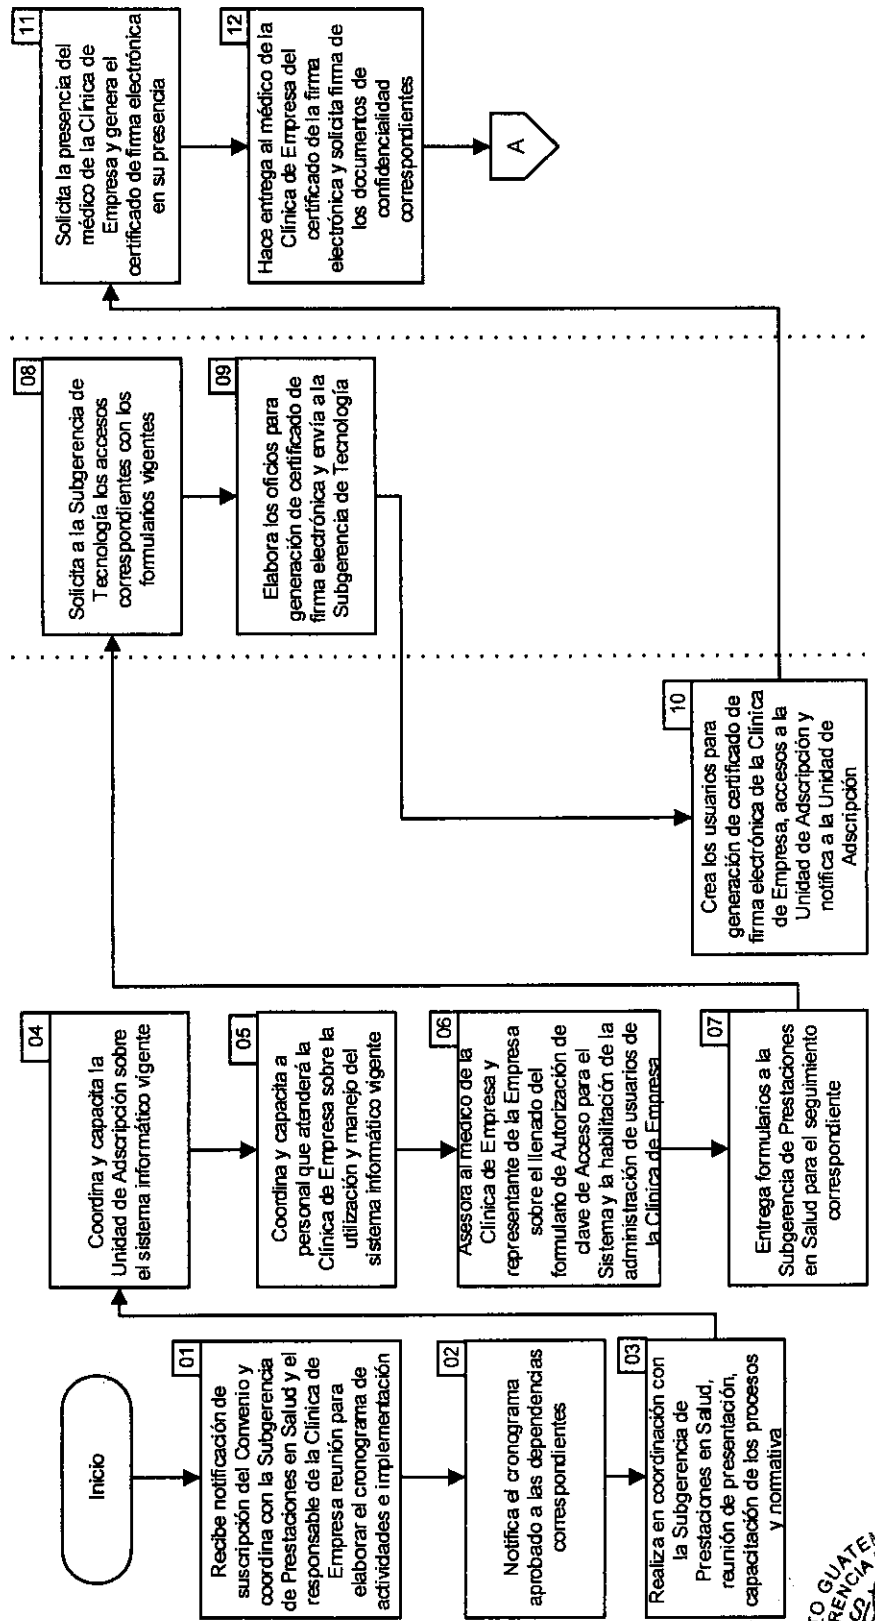 Inicio
01
Recibe notificación de
suscripción del Convenio y
coordina con la Subgerencia
de Prestaciones en Salud y el
responsable de la Clínica de
Empresa reunión para
elaborar el cronograma de
actividades e implementación
02
Notifica el cronograma
aprobado a las dependencias
correspondientes
03
Realiza en coordinación con
la Subgerencia de
Prestaciones en Salud,
reunión de presentación,
capacitación de los procesos
y normativa
04
Coordina y capacita la
Unidad de Adscripción sobre
el sistema informático vigente
05
Coordina y capacita a
personal que atenderá la
Clínica de Empresa sobre la
utilización y manejo del
sistema informático vigente
06
Asesora al médico de la
Clínica de Empresa y
representante de la Empresa
sobre el llenado del
formulario de Autorización de
clave de Acceso para el
Sistema y la habilitación de la
administración de usuarios de
la Clínica de Empresa
07
Entrega formularios a la
Subgerencia de Prestaciones
en Salud para el seguimiento
correspondiente
08
Solicita a la Subgerencia de
Tecnología los accesos
correspondientes con los
formularios vigentes
09
Elabora los oficios para
generación de certificado de
firma electrónica y envía a la
Subgerencia de Tecnología
10
Crea los usuarios para
generación de certificado de
firma electrónica de la Clínica
de Empresa, accesos a la
Unidad de Adscripción y
notifica a la Unidad de
Adscripción
11
Solicita la presencia del
médico de la Clínica de
Empresa y genera el
certificado de firma electrónica
en su presencia
12
Hace entrega al médico de la
Clínica de Empresa del
certificado de la firma
electrónica y solicita firma de
los documentos de
confidencialidad
correspondientes
A